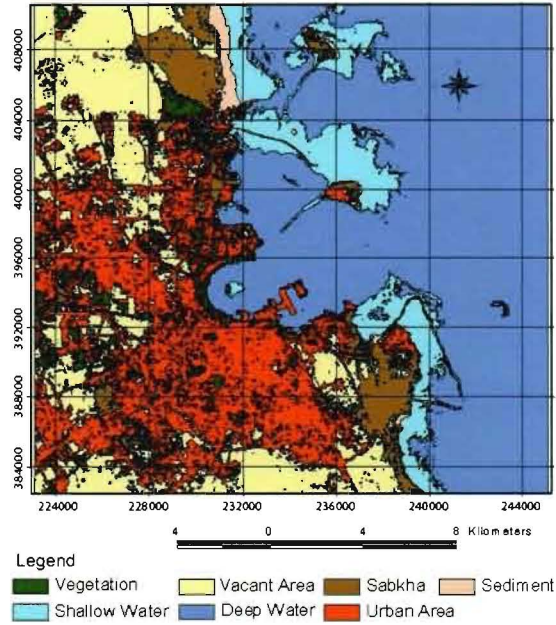 408000
404000
400000
396000
392000
388000
384000
224000 228000 232000 236000 240000 244000
4 0 4 8 Kilometers
Legend
Vegetation Vacant Area Sabkha Sediment
Shallow Water Deep Water Urban Area